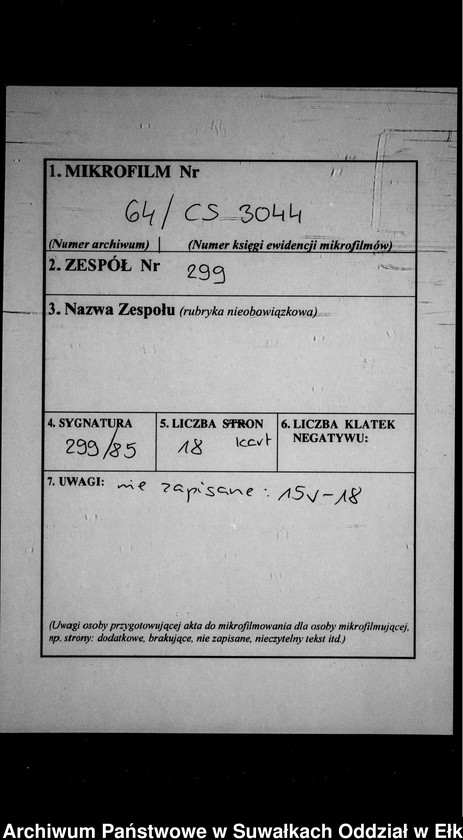 1. MIKROFILM Nr
64 / CS 3044
(Numer archiwum) | (Numer księgi ewidencji mikrofilmów)
2. ZESPÓŁ Nr 299
3. Nazwa Zespołu (rubryka nieobowiązkowa)
4. SYGNATURA
299/85
5. LICZBA STRON
18 kart
6. LICZBA KLATEK
NEGATYWU:
7. UWAGI: nie zapisane: 15v-18
(Uwagi osoby przygotowującej akta do mikrofilmowania dla osoby mikrofilmującej,
np. strony: dodatkowe, brakujące, nie zapisane, nieczytelny tekst itd.)
Archiwum Państwowe w Suwałkach Oddział w Ełk